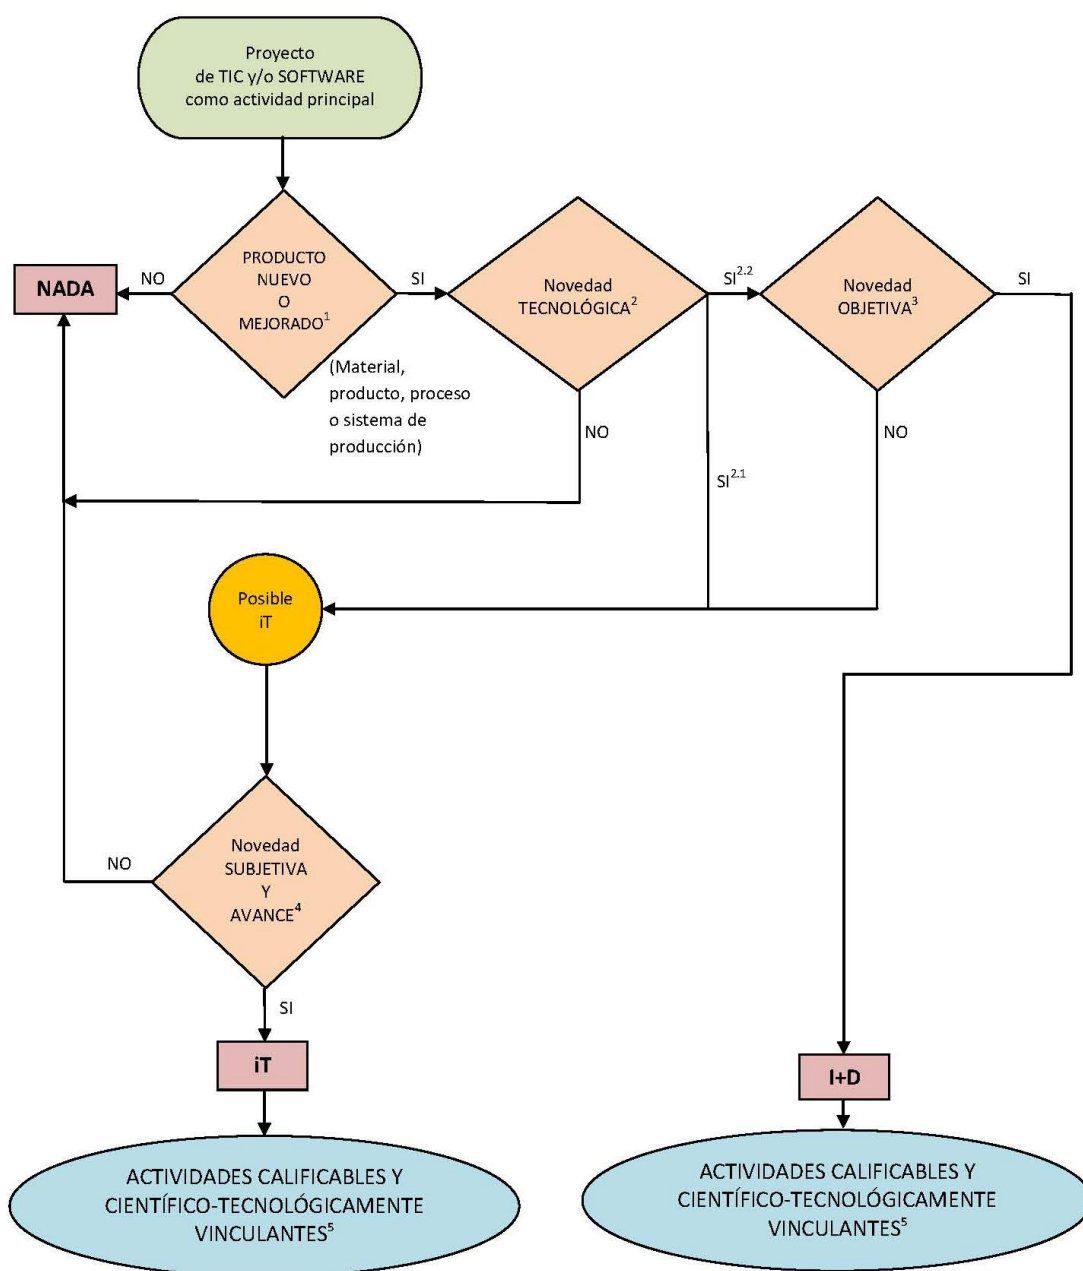 Proyecto
de TIC y/o SOFTWARE
como actividad principal
PRODUCTO
NUEVO
O
MEJORADO¹
NO
NADA
SI
(Material,
producto, proceso
o sistema de
producción)
Novedad
TECNOLÓGICA²
NO
SI²·²
SI²·¹
Novedad
OBJETIVA³
SI
NO
Posible
iT
Novedad
SUBJETIVA
Y
AVANCE⁴
NO
SI
iT
I+D
ACTIVIDADES CALIFICABLES Y
CIENTÍFICO-TECNOLÓGICAMENTE
VINCULANTES⁵
ACTIVIDADES CALIFICABLES Y
CIENTÍFICO-TECNOLÓGICAMENTE
VINCULANTES⁵